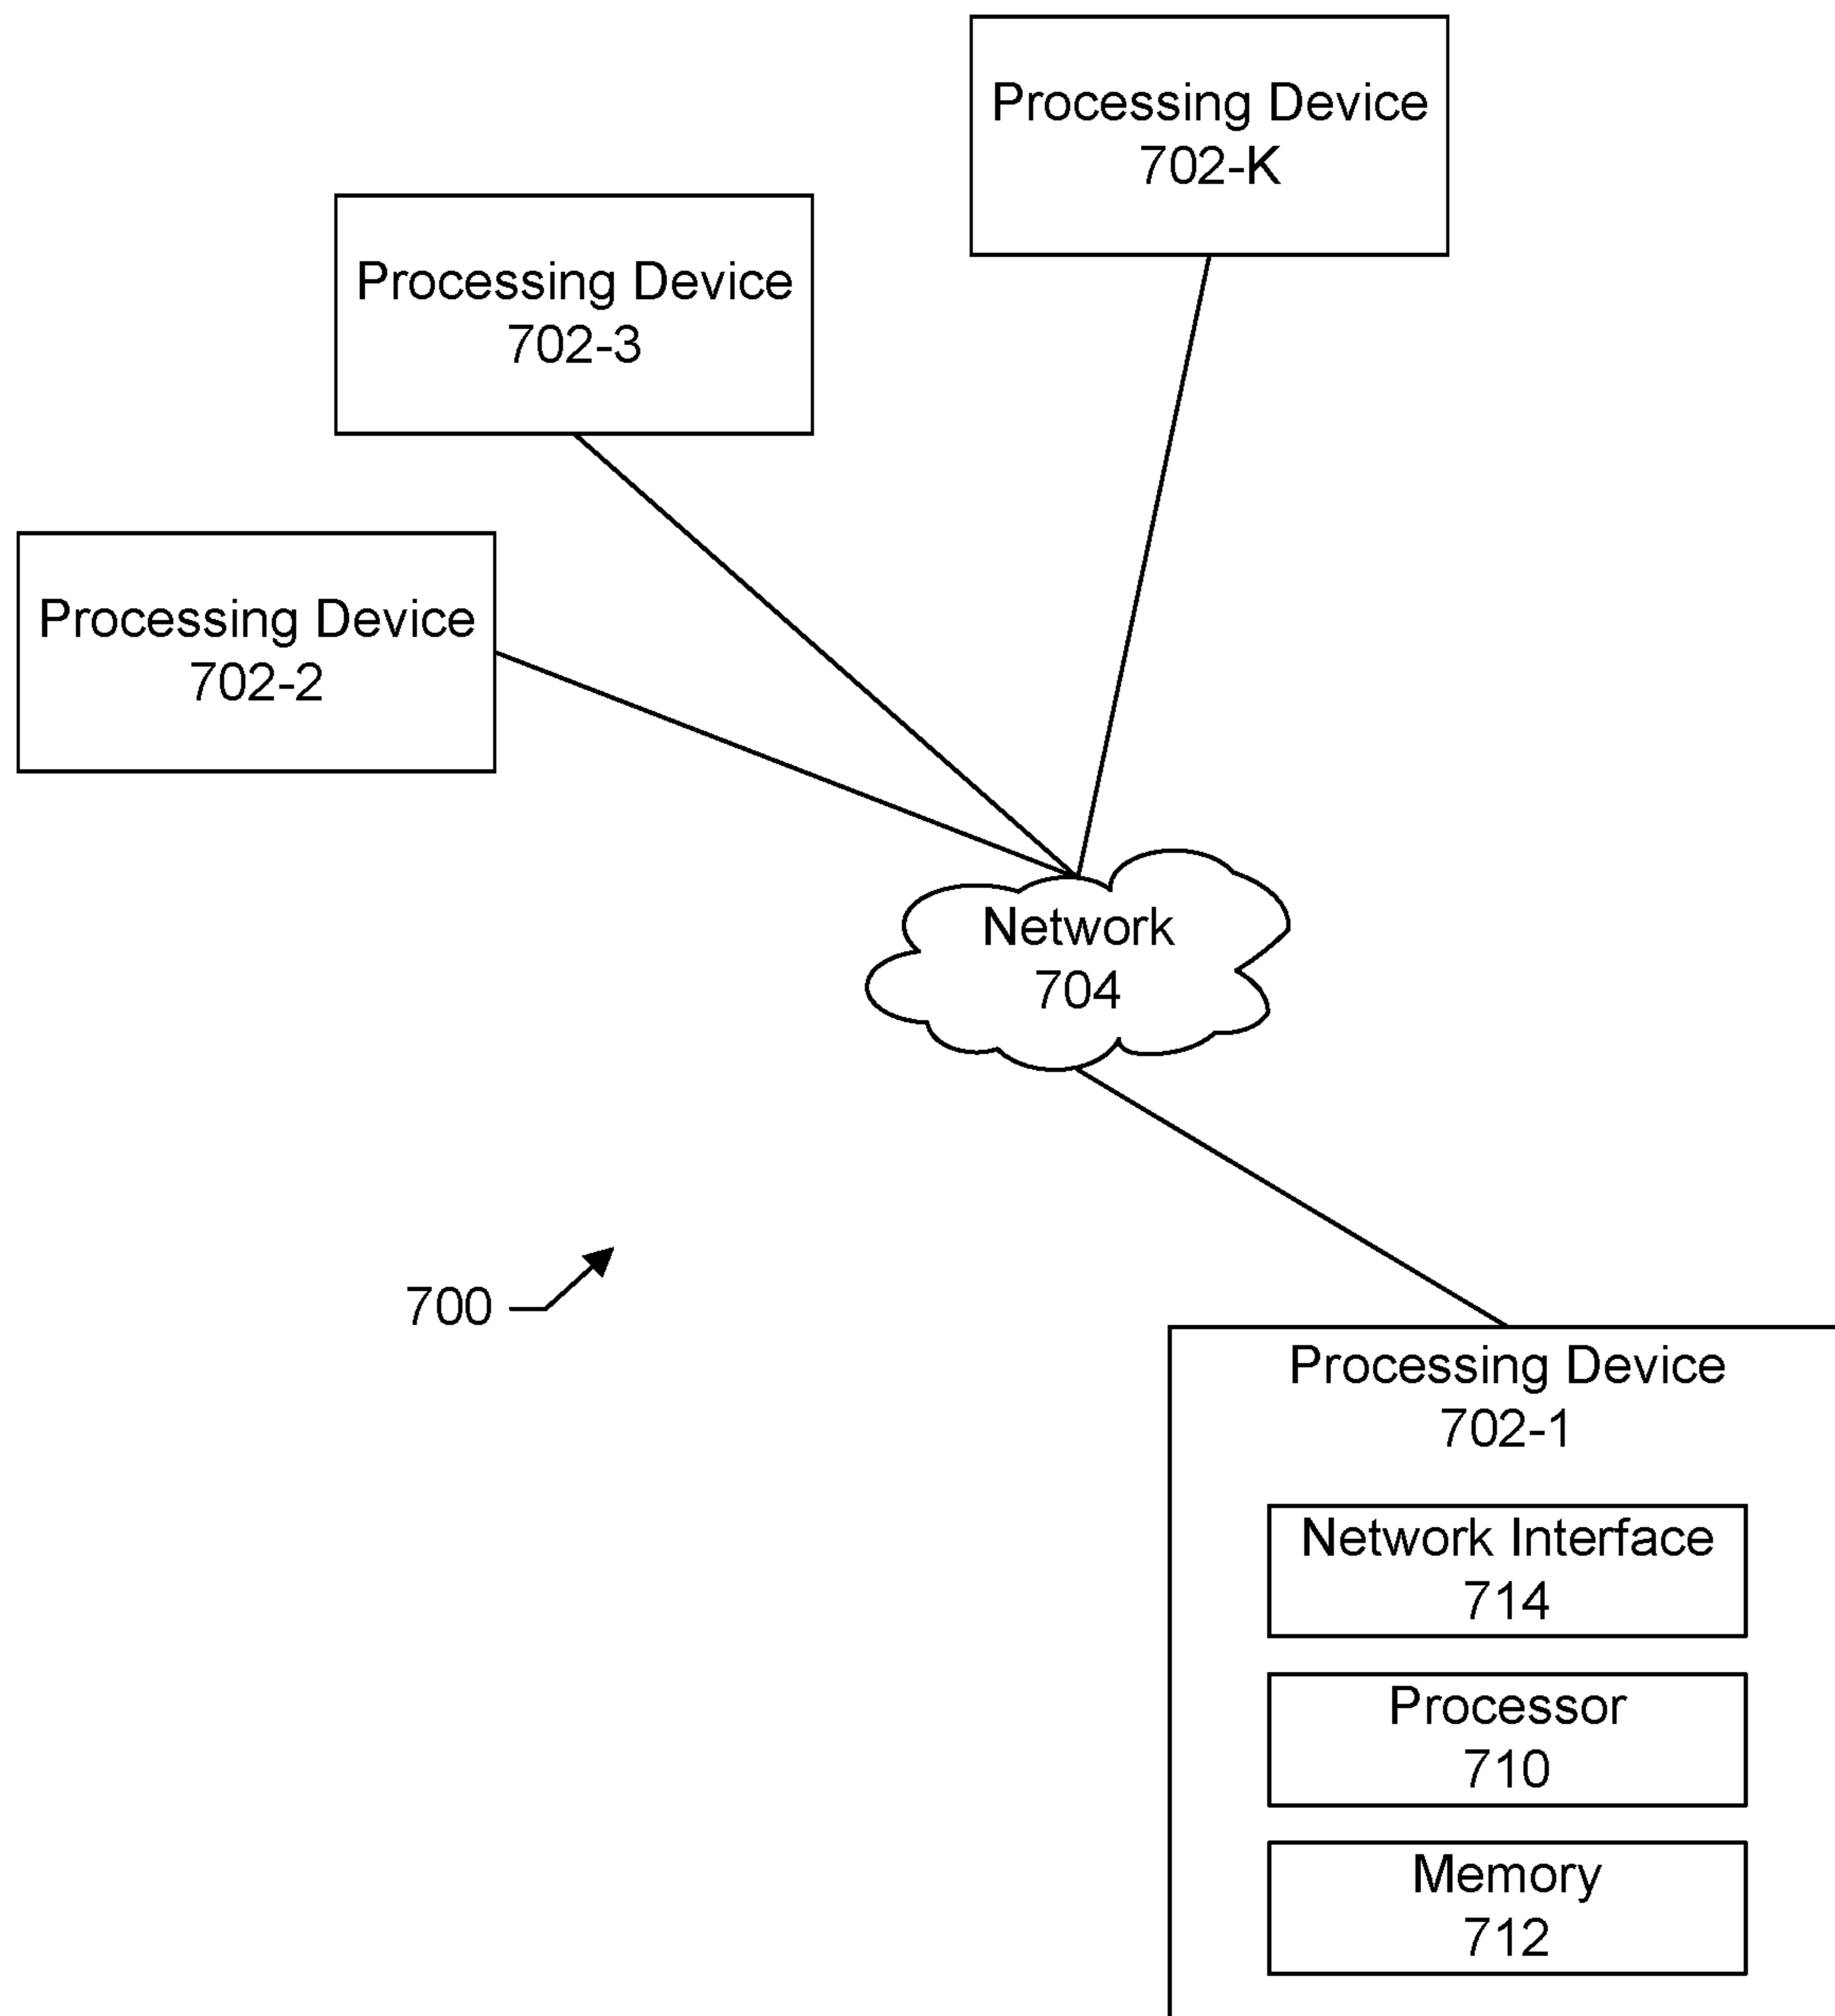 Processing Device
702-K
Processing Device
702-3
Processing Device
702-2
Network
704
700
Processing Device
702-1
Network Interface
714
Processor
710
Memory
712